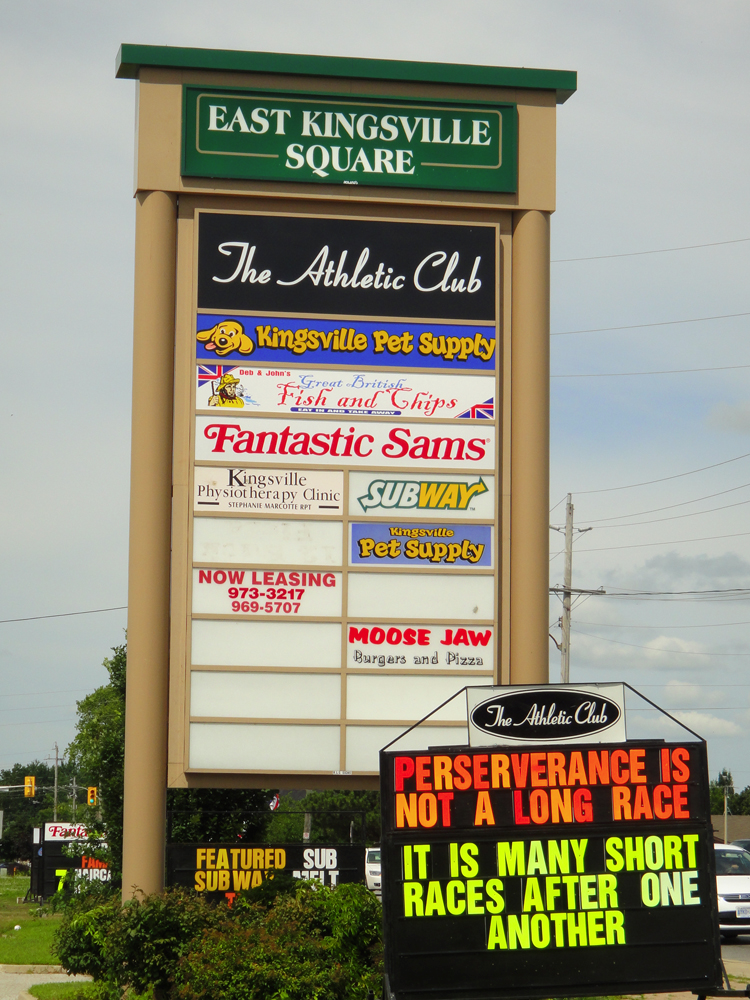 EAST KINGSVILLE
SQUARE
The Athletic Club
Kingsville Pet Supply
Deb & John's
Great British
Fish and Chips
EAT IN AND TAKE AWAY
Fantastic Sams
Kingsville
Physiotherapy Clinic
STEPHANIE MARCOTTE RPT
SUBWAY
Kingsville
Pet Supply
NOW LEASING
973-3217
969-5707
MOOSE JAW
Burgers and Pizza
The Athletic Club
PERSERVERANCE IS
NOT A LONG RACE
IT IS MANY SHORT
RACES AFTER ONE
ANOTHER
FEATURED SUB
SUBWAY MELT
Fanta